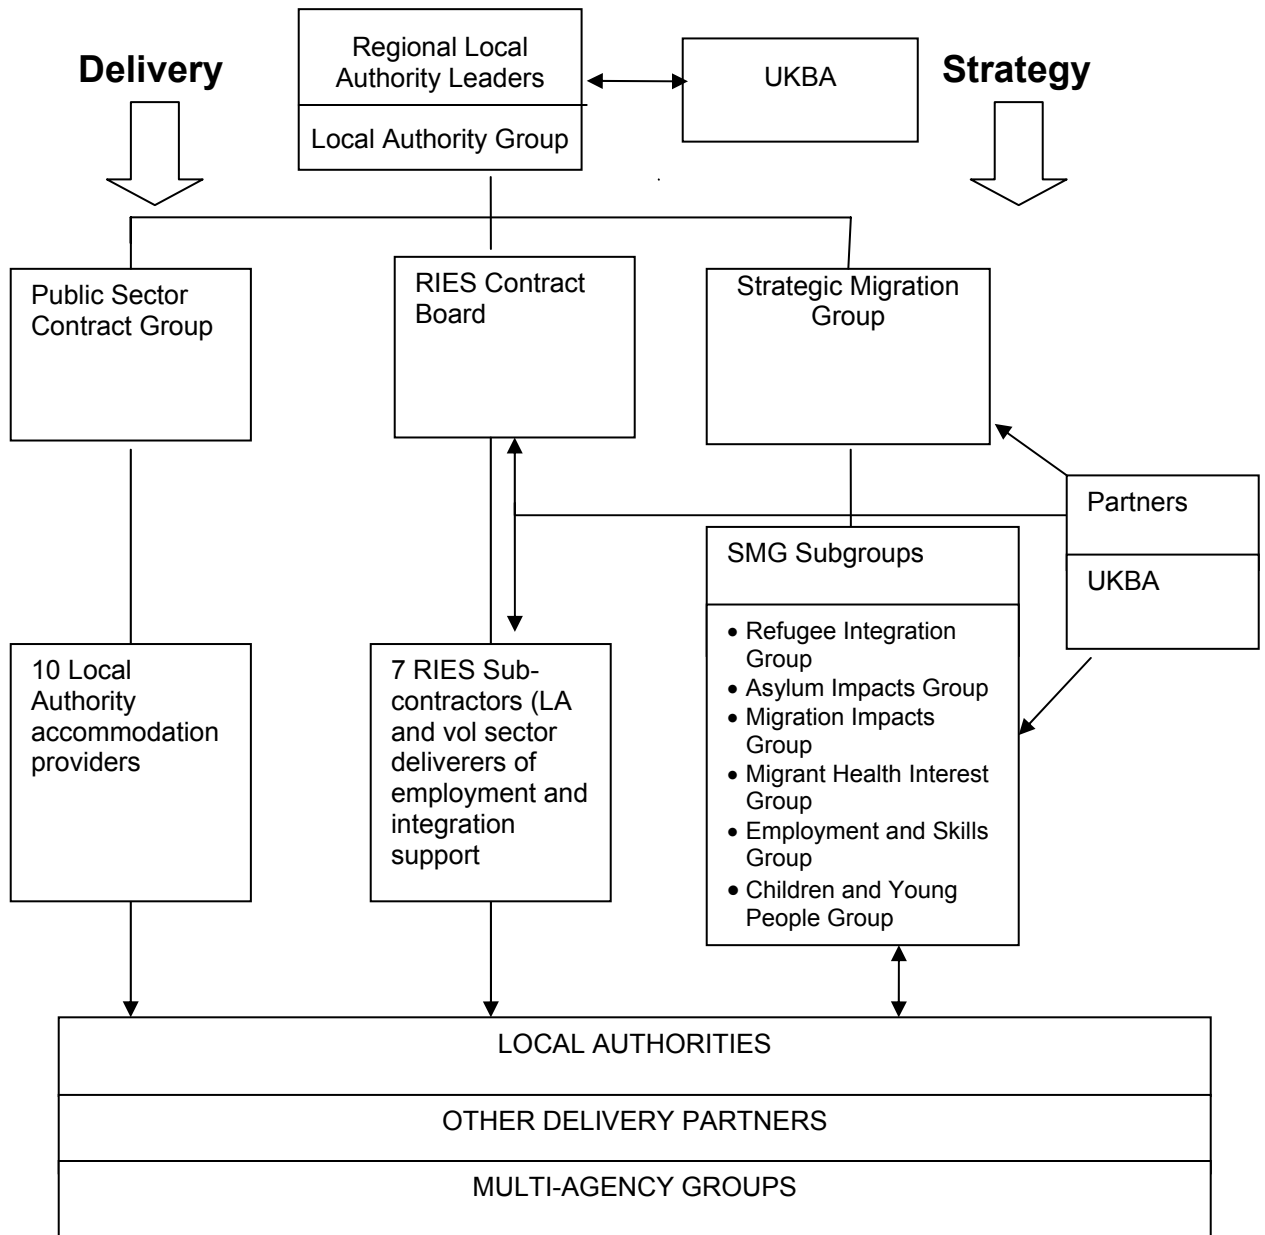 Delivery
Regional Local
Authority Leaders
Local Authority Group
UKBA
Strategy
Public Sector
Contract Group
RIES Contract
Board
Strategic Migration
Group
Partners
UKBA
10 Local
Authority
accommodation
providers
7 RIES Sub-
contractors (LA
and vol sector
deliverers of
employment and
integration
support
SMG Subgroups
• Refugee Integration
Group
• Asylum Impacts Group
• Migration Impacts
Group
• Migrant Health Interest
Group
• Employment and Skills
Group
• Children and Young
People Group
LOCAL AUTHORITIES
OTHER DELIVERY PARTNERS
MULTI-AGENCY GROUPS